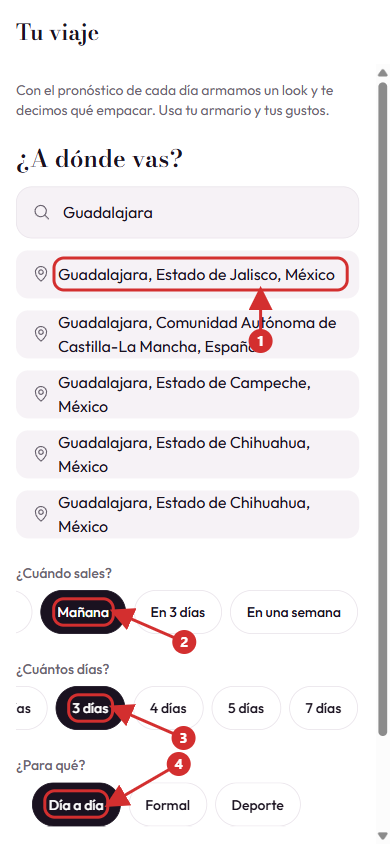 Tu viaje
Con el pronóstico de cada día armamos un look y te
decimos qué empacar. Usa tu armario y tus gustos.
¿A dónde vas?
Guadalajara
Guadalajara, Estado de Jalisco, México
Guadalajara, Comunidad Autónoma de
Castilla-La Mancha, España
1
Guadalajara, Estado de Campeche,
México
Guadalajara, Estado de Chihuahua,
México
Guadalajara, Estado de Chihuahua,
México
¿Cuándo sales?
Mañana En 3 días En una semana
2
¿Cuántos días?
as 3 días 4 días 5 días 7 días
3
¿Para qué? 4
Día a día Formal Deporte